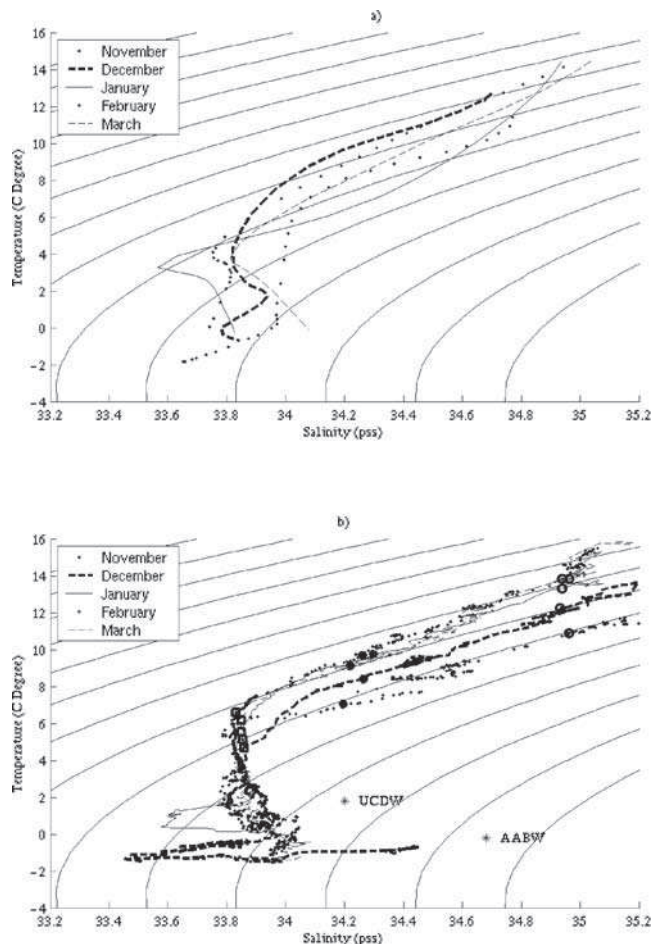 a)
16
14
12
10
8
6
4
2
0
−2
−4
Temperature (C Degree)
November
December
January
February
March
33.2 33.4 33.6 33.8 34 34.2 34.4 34.6 34.8 35 35.2
Salinity (pss)
b)
16
14
12
10
8
6
4
2
0
−2
−4
Temperature (C Degree)
November
December
January
February
March
UCDW
AABW
33.2 33.4 33.6 33.8 34 34.2 34.4 34.6 34.8 35 35.2
Salinity (pss)